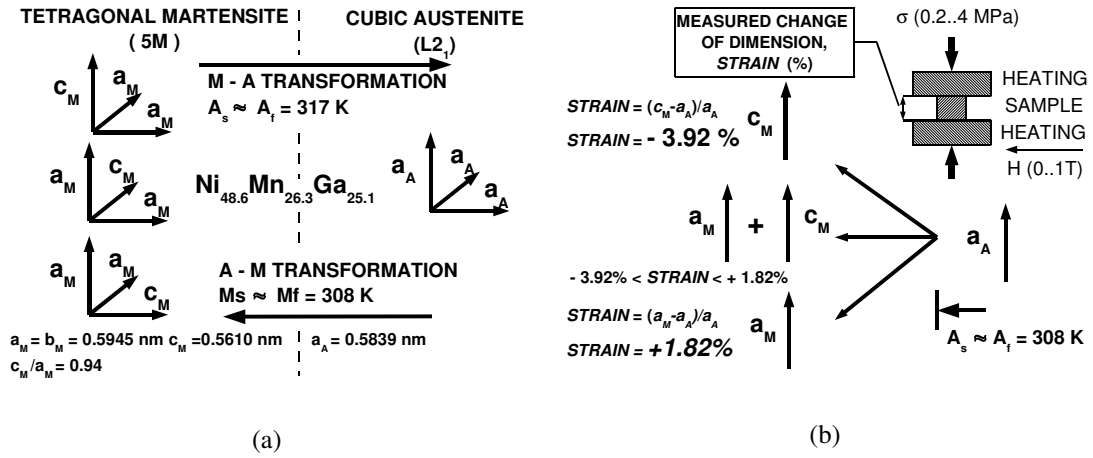 TETRAGONAL MARTENSITE
( 5M )
CUBIC AUSTENITE
(L2₁)
M - A TRANSFORMATION
Aₛ ≈ A_f = 317 K
c_M
a_M
a_M
a_M
c_M
a_M
Ni₄₈.₆Mn₂₆.₃Ga₂₅.₁
a_A
a_A
a_A
a_M
a_M
c_M
A - M TRANSFORMATION
Ms ≈ Mf = 308 K
a_M = b_M = 0.5945 nm c_M =0.5610 nm
a_A = 0.5839 nm
c_M/a_M = 0.94
(a)
MEASURED CHANGE
OF DIMENSION,
STRAIN (%)
σ (0.2..4 MPa)
HEATING
SAMPLE
HEATING
H (0..1T)
STRAIN = (c_M-a_A)/a_A
STRAIN = - 3.92 %
c_M
a_M
+
c_M
a_A
- 3.92% < STRAIN < + 1.82%
STRAIN = (a_M-a_A)/a_A
STRAIN = +1.82%
a_M
Aₛ ≈ A_f = 308 K
(b)